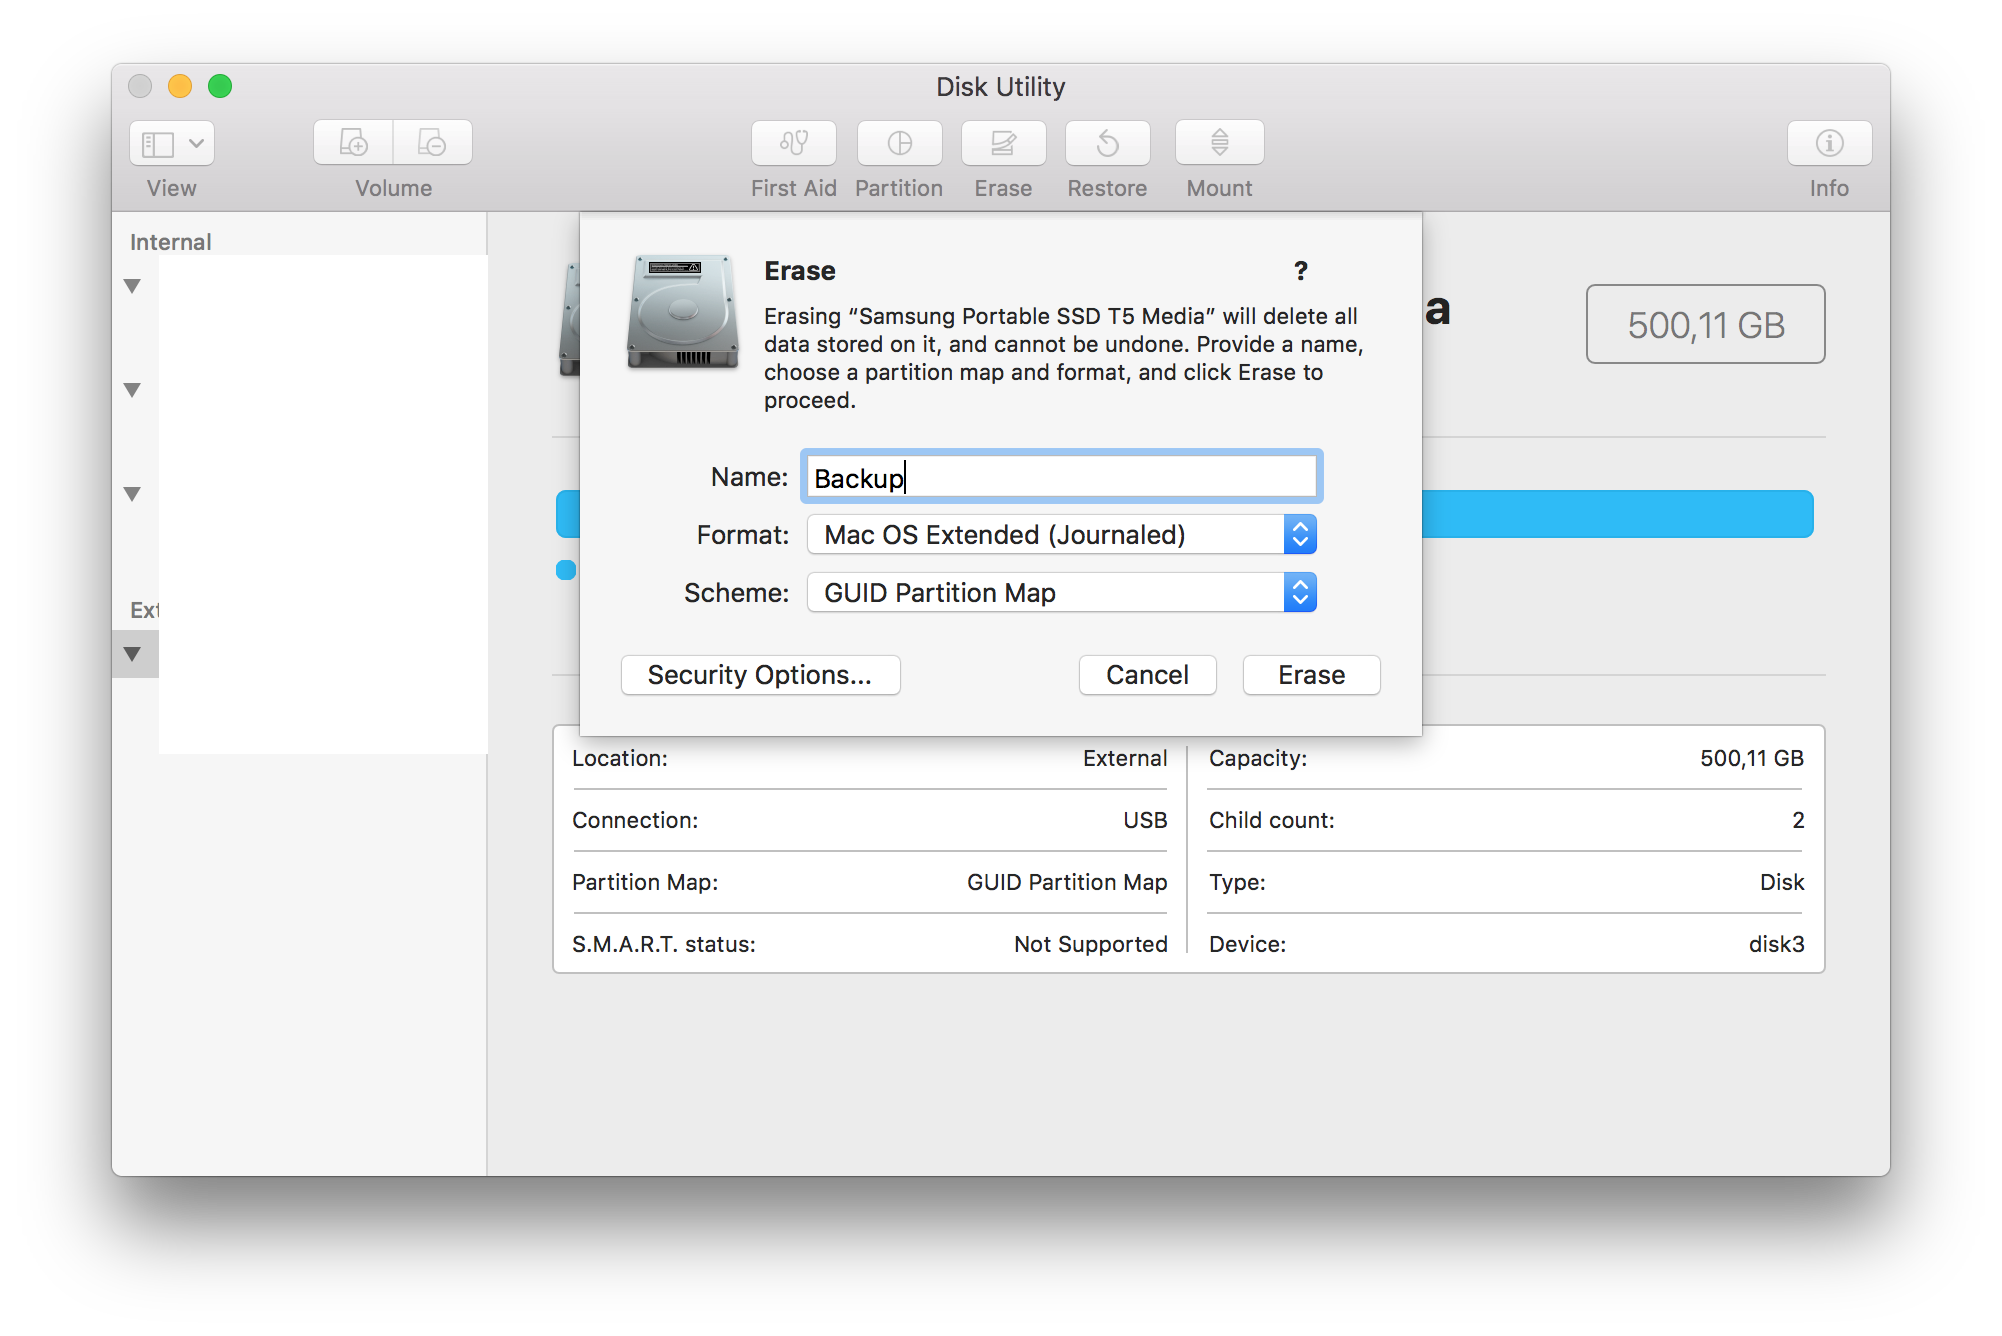 Disk Utility
View
Volume
First Aid
Partition
Erase
Restore
Mount
Info
Internal
Erase
?
Erasing “Samsung Portable SSD T5 Media” will delete all
data stored on it, and cannot be undone. Provide a name,
choose a partition map and format, and click Erase to
proceed.
a
500,11 GB
Name: Backup
Format: Mac OS Extended (Journaled)
Scheme: GUID Partition Map
Ext
Security Options...
Cancel
Erase
Location: External
Capacity: 500,11 GB
Connection: USB
Child count: 2
Partition Map: GUID Partition Map
Type: Disk
S.M.A.R.T. status: Not Supported
Device: disk3